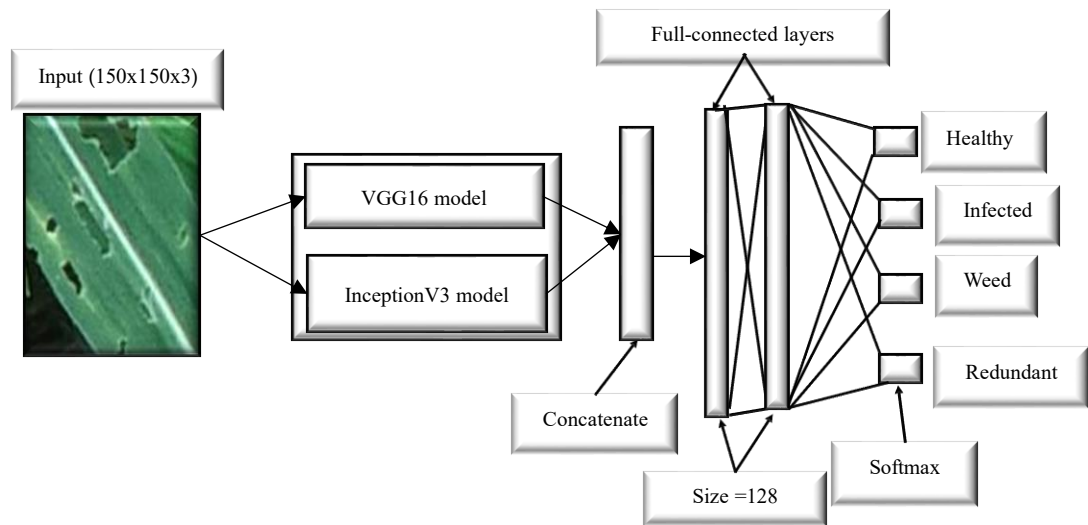 Input (150x150x3)
VGG16 model
InceptionV3 model
Concatenate
Full-connected layers
Size =128
Healthy
Infected
Weed
Redundant
Softmax